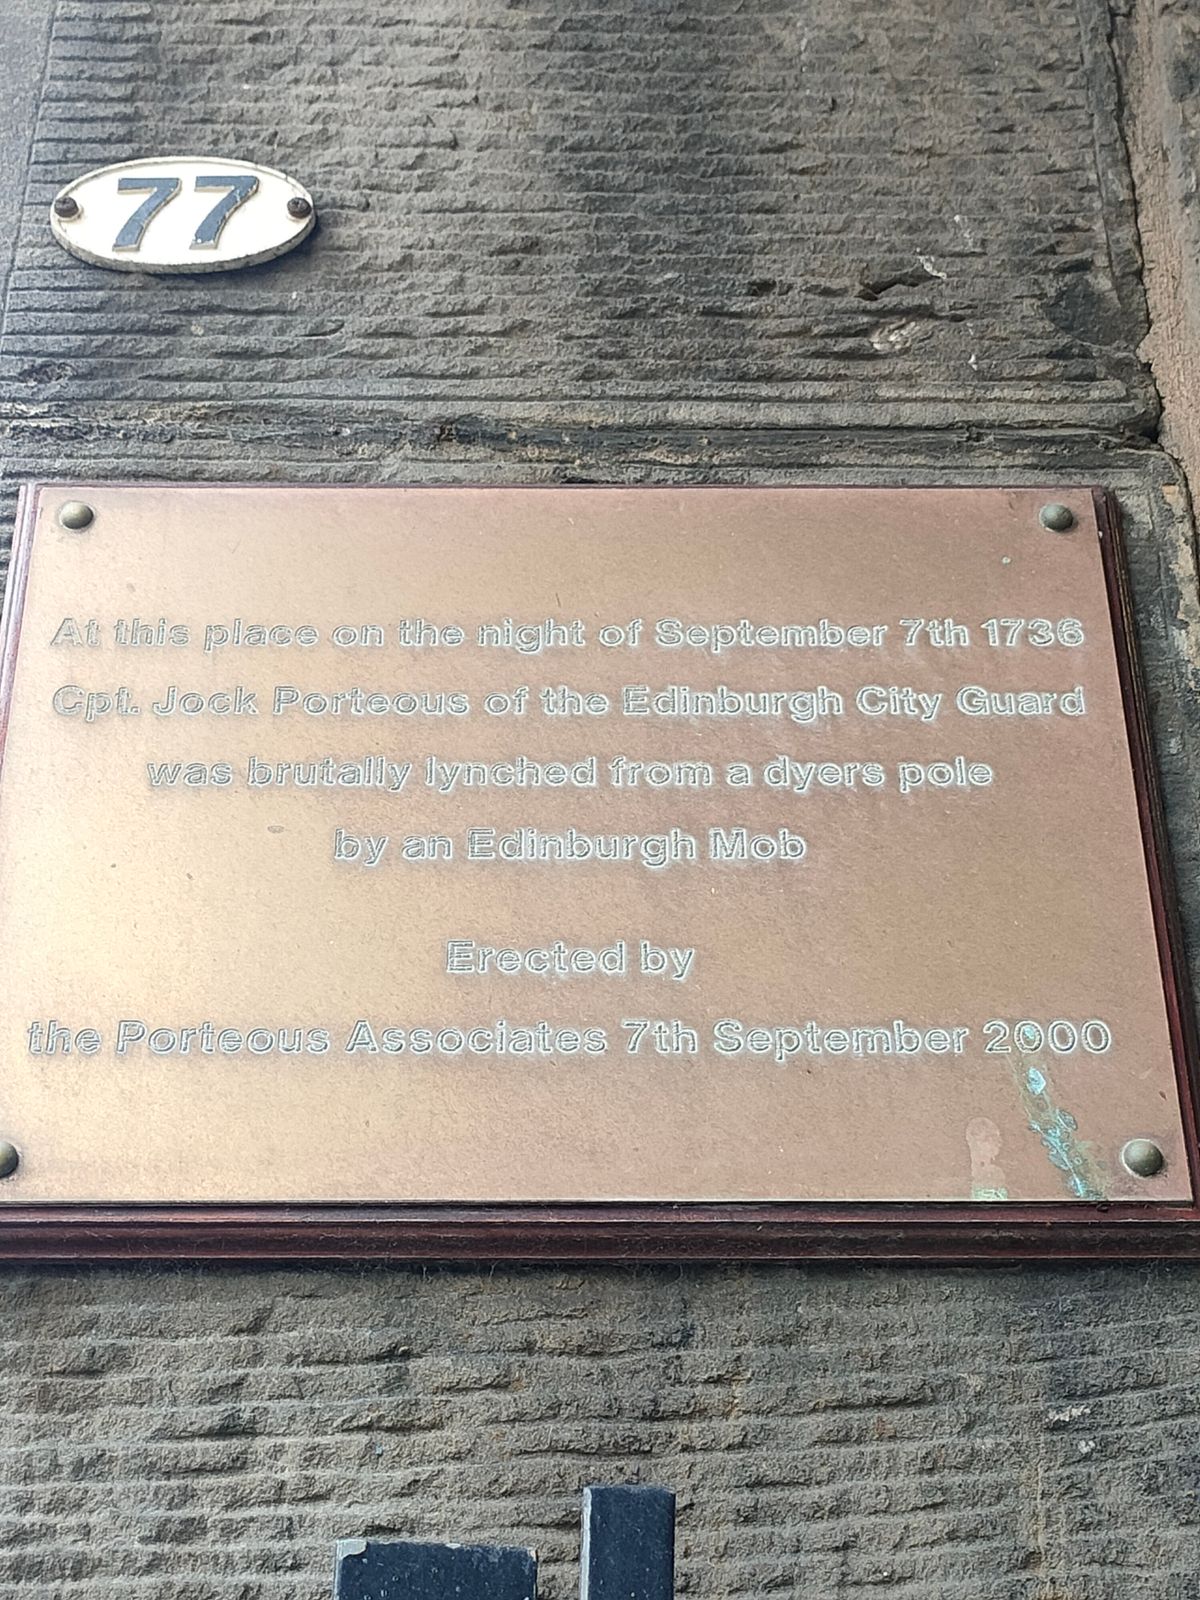 77
At this place on the night of September 7th 1736
Cpt. Jock Porteous of the Edinburgh City Guard
was brutally lynched from a dyers pole
by an Edinburgh Mob
Erected by
the Porteous Associates 7th September 2000